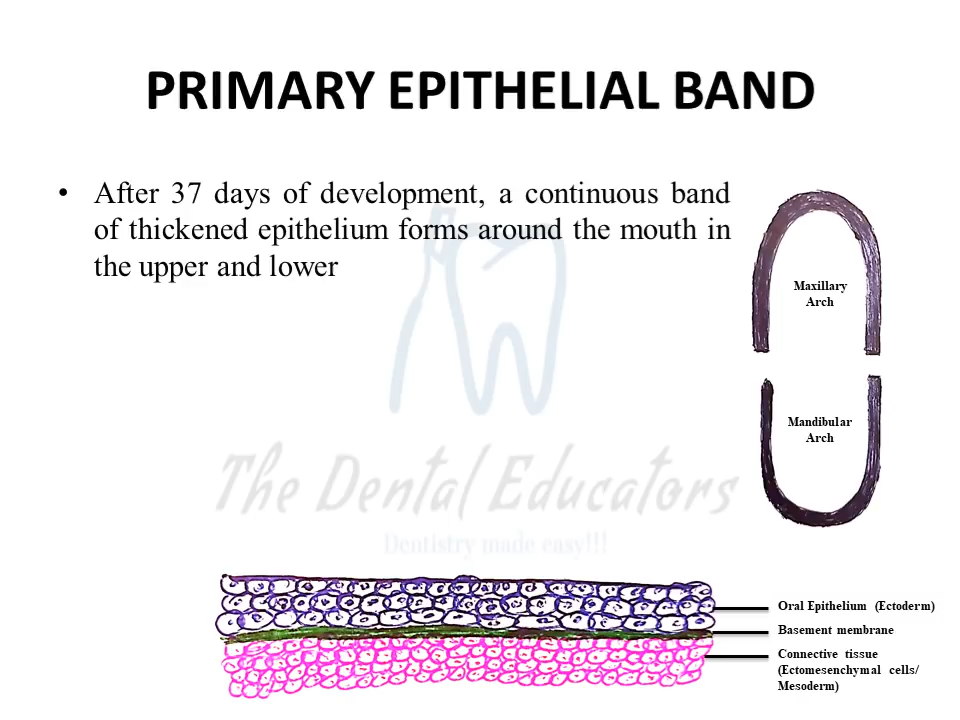 PRIMARY EPITHELIAL BAND
• After 37 days of development, a continuous band
of thickened epithelium forms around the mouth in
the upper and lower
Maxillary
Arch
Mandibular
Arch
The Dental Educators
Dentistry made easy!!!
Oral Epithelium (Ectoderm)
Basement membrane
Connective tissue
(Ectomesenchymal cells/
Mesoderm)